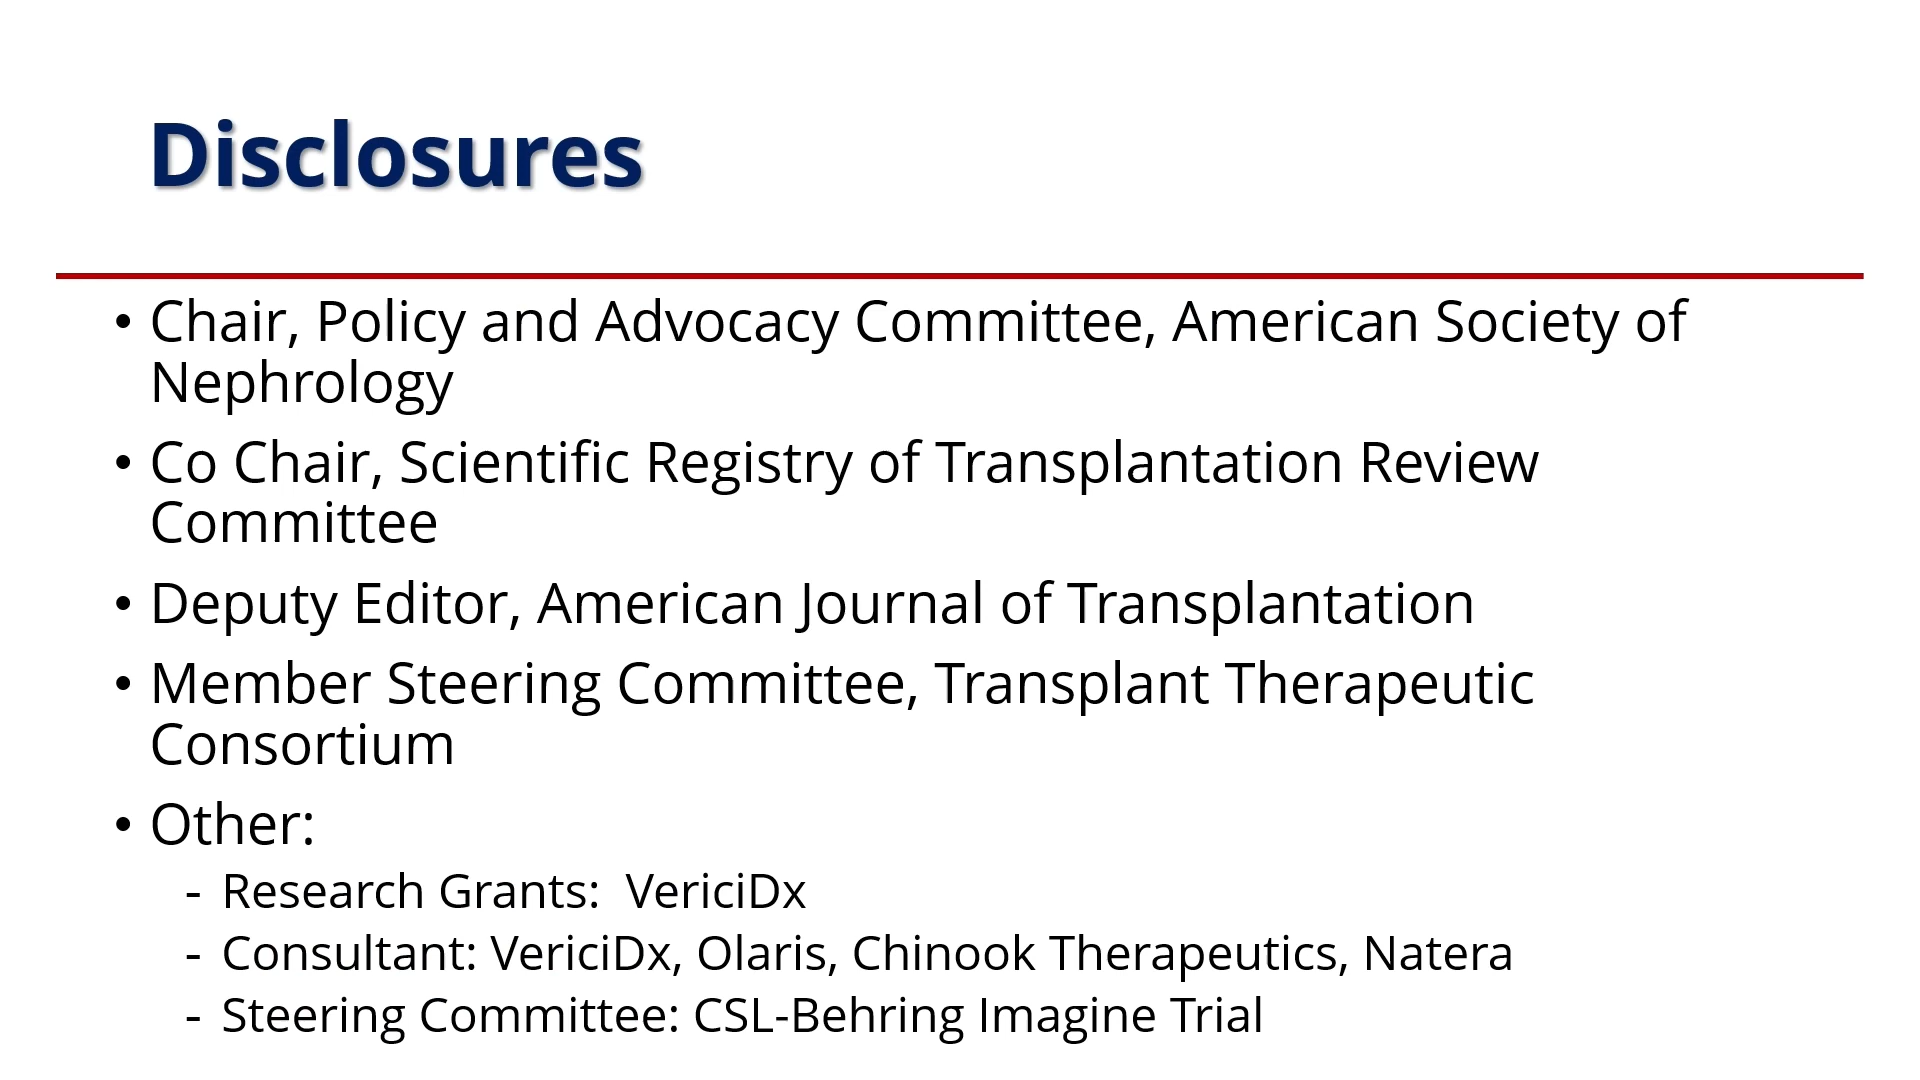 Disclosures
• Chair, Policy and Advocacy Committee, American Society of
Nephrology
• Co Chair, Scientific Registry of Transplantation Review
Committee
• Deputy Editor, American Journal of Transplantation
• Member Steering Committee, Transplant Therapeutic
Consortium
• Other:
- Research Grants:  VericiDx
- Consultant: VericiDx, Olaris, Chinook Therapeutics, Natera
- Steering Committee: CSL-Behring Imagine Trial